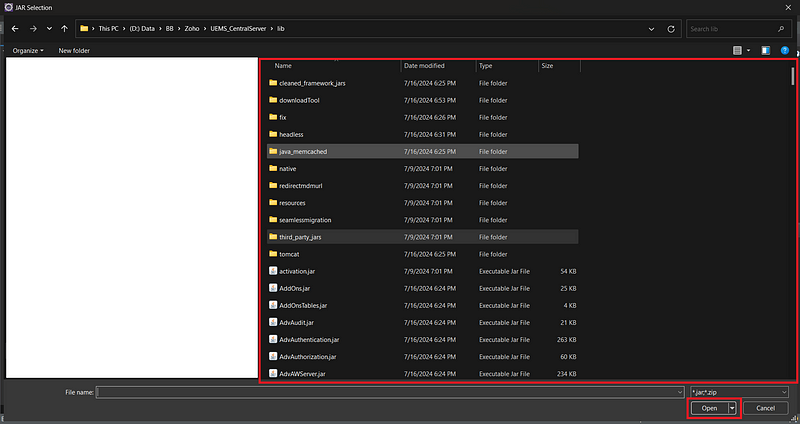 JAR Selection
This PC > (D:) Data > BB > Zoho > UEMS_CentralServer > lib
Search lib
Organize
New folder
Name Date modified Type Size
cleaned_framework_jars 7/16/2024 6:25 PM File folder
downloadTool 7/16/2024 6:53 PM File folder
fix 7/16/2024 6:26 PM File folder
headless 7/16/2024 6:31 PM File folder
java_memcached 7/16/2024 6:25 PM File folder
native 7/9/2024 7:01 PM File folder
redirectmdmurl 7/9/2024 7:01 PM File folder
resources 7/9/2024 7:01 PM File folder
seamlessmigration 7/9/2024 7:01 PM File folder
third_party_jars 7/9/2024 7:01 PM File folder
tomcat 7/16/2024 6:25 PM File folder
activation.jar 7/9/2024 7:01 PM Executable Jar File 54 KB
AddOns.jar 7/16/2024 6:24 PM Executable Jar File 25 KB
AddOnsTables.jar 7/16/2024 6:24 PM Executable Jar File 4 KB
AdvAudit.jar 7/16/2024 6:24 PM Executable Jar File 21 KB
AdvAuthentication.jar 7/16/2024 6:24 PM Executable Jar File 263 KB
AdvAuthorization.jar 7/16/2024 6:24 PM Executable Jar File 60 KB
AdvAWServer.jar 7/16/2024 6:24 PM Executable Jar File 234 KB
File name:
*.jar;*.zip
Open
Cancel